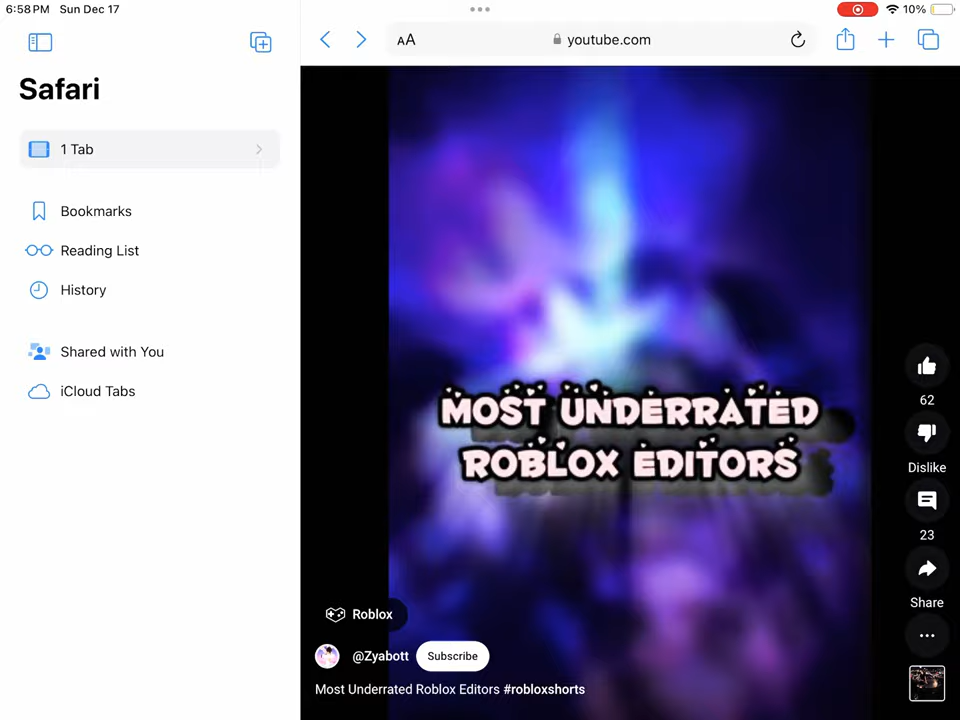 6:58 PM Sun Dec 17
10%
Safari
1 Tab
Bookmarks
Reading List
History
Shared with You
iCloud Tabs
AA
youtube.com
MOST UNDERRATED
ROBLOX EDITORS
62
Dislike
23
Share
Roblox
@Zyabott
Subscribe
Most Underrated Roblox Editors #robloxshorts